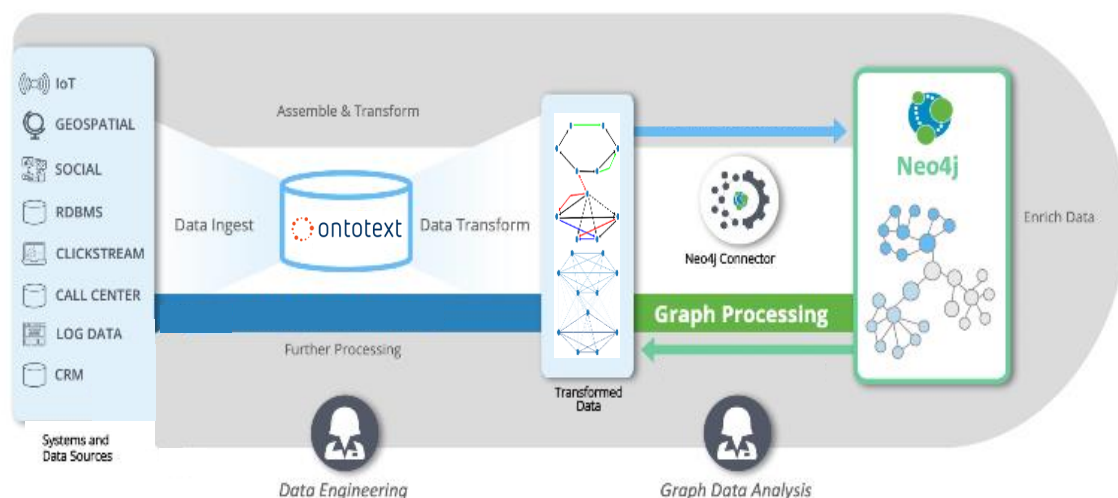 IoT
GEOSPATIAL
SOCIAL
RDBMS
CLICKSTREAM
CALL CENTER
LOG DATA
CRM
Systems and
Data Sources
Assemble & Transform
Data Ingest
ontotext
Data Transform
Further Processing
Data Engineering
Transformed
Data
Neo4j Connector
Graph Processing
Graph Data Analysis
Neo4j
Enrich Data